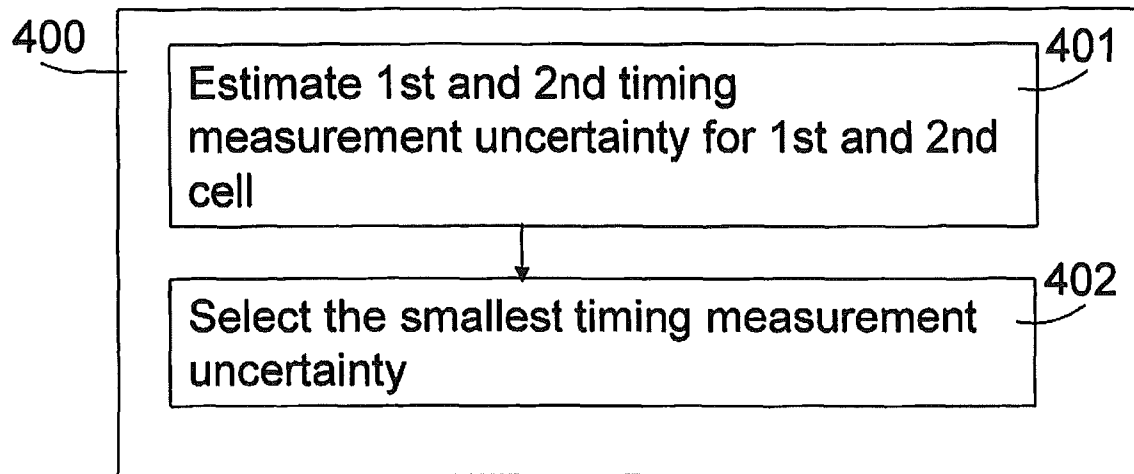 400
401
Estimate 1st and 2nd timing
measurement uncertainty for 1st and 2nd
cell
402
Select the smallest timing measurement
uncertainty